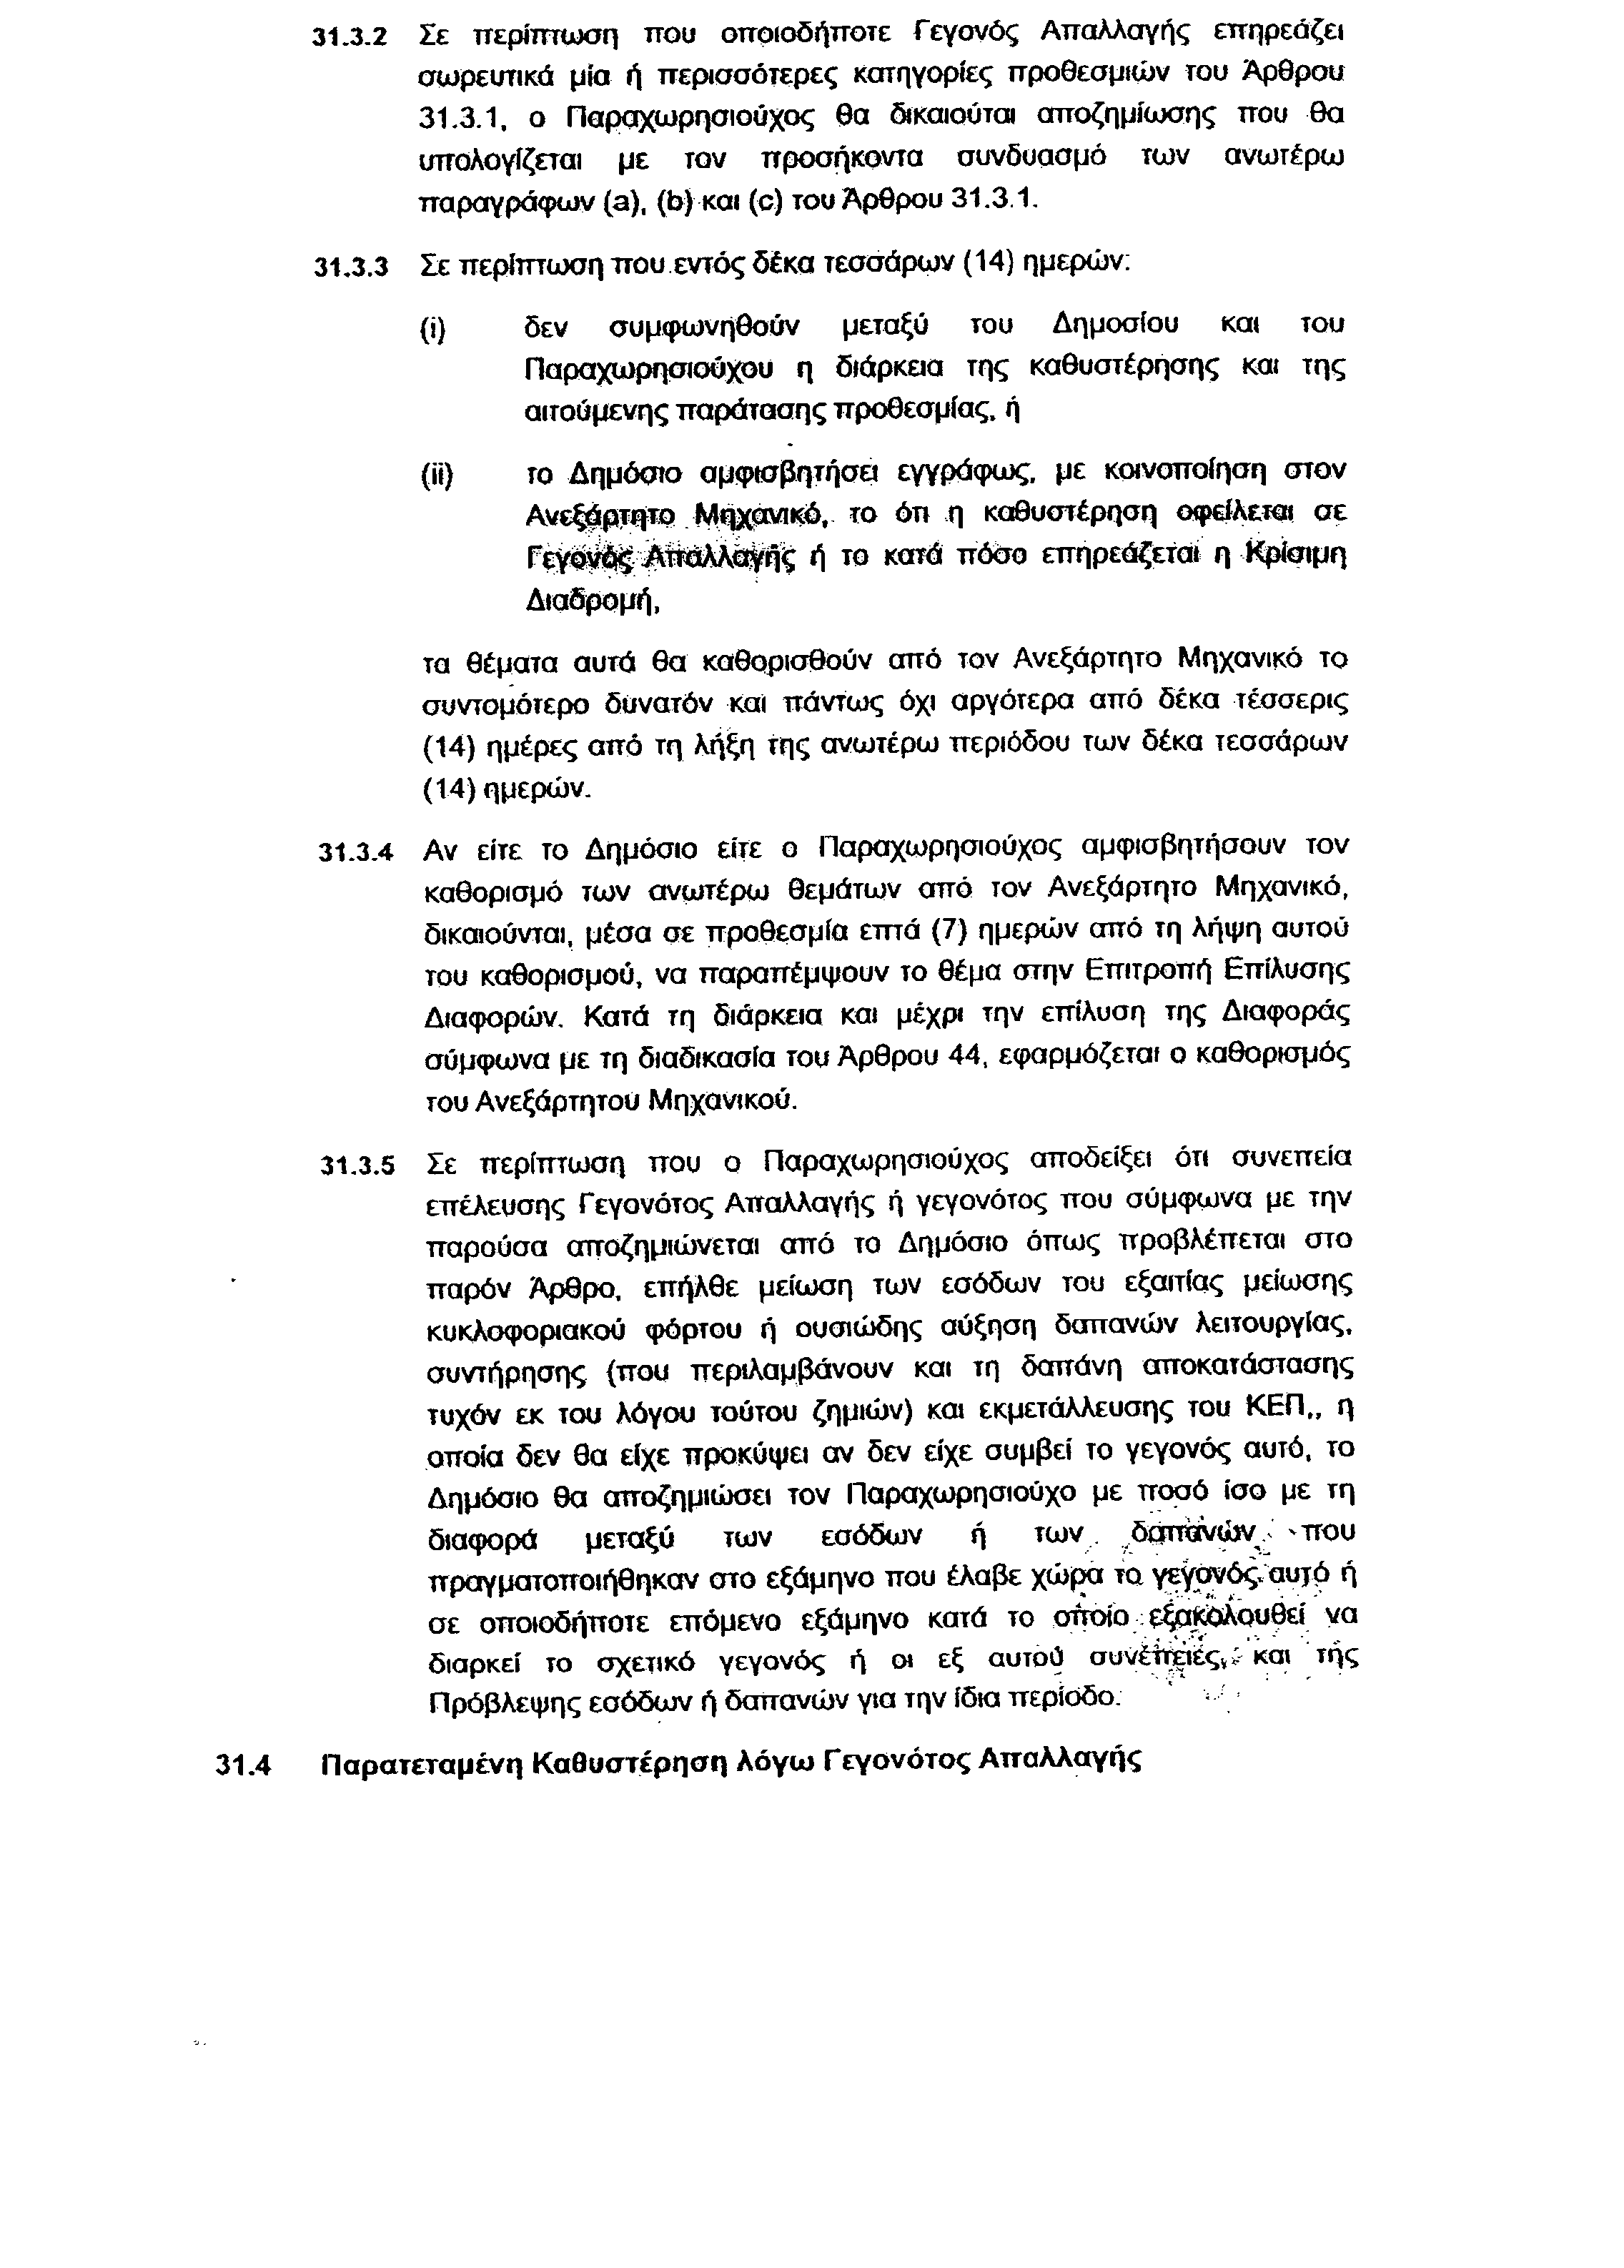 31.3.2 Σε περίπτωση που οποιοδήποτε Γεγονός Απαλλαγής επηρεάζει
σωρευτικά μία ή περισσότερες κατηγορίες προθεσμιών του Άρθρου
31.3.1, ο Παραχωρησιούχος θα δικαιούται αποζημίωσης που θα
υπολογίζεται με τον προσήκοντα συνδυασμό των ανωτέρω
παραγράφων (a), (b) και (c) του Άρθρου 31.3.1.
31.3.3 Σε περίπτωση που εντός δέκα τεσσάρων (14) ημερών:
(i) δεν συμφωνηθούν μεταξύ του Δημοσίου και του
Παραχωρησιούχου η διάρκεια της καθυστέρησης και της
αιτούμενης παράτασης προθεσμίας, ή
(ii) το Δημόσιο αμφισβητήσει εγγράφως, με κοινοποίηση στον
Ανεξάρτητο Μηχανικό, το ότι η καθυστέρηση οφείλεται σε
Γεγονός Απαλλαγής ή το κατά πόσο επηρεάζεται η Κρίσιμη
Διαδρομή,
τα θέματα αυτά θα καθορισθούν από τον Ανεξάρτητο Μηχανικό το
συντομότερο δυνατόν και πάντως όχι αργότερα από δέκα τέσσερις
(14) ημέρες από τη λήξη της ανωτέρω περιόδου των δέκα τεσσάρων
(14) ημερών.
31.3.4 Αν είτε το Δημόσιο είτε ο Παραχωρησιούχος αμφισβητήσουν τον
καθορισμό των ανωτέρω θεμάτων από τον Ανεξάρτητο Μηχανικό,
δικαιούνται, μέσα σε προθεσμία επτά (7) ημερών από τη λήψη αυτού
του καθορισμού, να παραπέμψουν το θέμα στην Επιτροπή Επίλυσης
Διαφορών. Κατά τη διάρκεια και μέχρι την επίλυση της Διαφοράς
σύμφωνα με τη διαδικασία του Άρθρου 44, εφαρμόζεται ο καθορισμός
του Ανεξάρτητου Μηχανικού.
31.3.5 Σε περίπτωση που ο Παραχωρησιούχος αποδείξει ότι συνεπεία
επέλευσης Γεγονότος Απαλλαγής ή γεγονότος που σύμφωνα με την
παρούσα αποζημιώνεται από το Δημόσιο όπως προβλέπεται στο
παρόν Άρθρο, επήλθε μείωση των εσόδων του εξαιτίας μείωσης
κυκλοφοριακού φόρτου ή ουσιώδης αύξηση δαπανών λειτουργίας,
συντήρησης (που περιλαμβάνουν και τη δαπάνη αποκατάστασης
τυχόν εκ του λόγου τούτου ζημιών) και εκμετάλλευσης του ΚΕΠ,, η
οποία δεν θα είχε προκύψει αν δεν είχε συμβεί το γεγονός αυτό, το
Δημόσιο θα αποζημιώσει τον Παραχωρησιούχο με ποσό ίσο με τη
διαφορά μεταξύ των εσόδων ή των δαπανών που
πραγματοποιήθηκαν στο εξάμηνο που έλαβε χώρα το γεγονός αυτό ή
σε οποιοδήποτε επόμενο εξάμηνο κατά το οποίο εξακολουθεί να
διαρκεί το σχετικό γεγονός ή οι εξ αυτού συνέπειες, και της
Πρόβλεψης εσόδων ή δαπανών για την ίδια περίοδο.
31.4 Παρατεταμένη Καθυστέρηση λόγω Γεγονότος Απαλλαγής